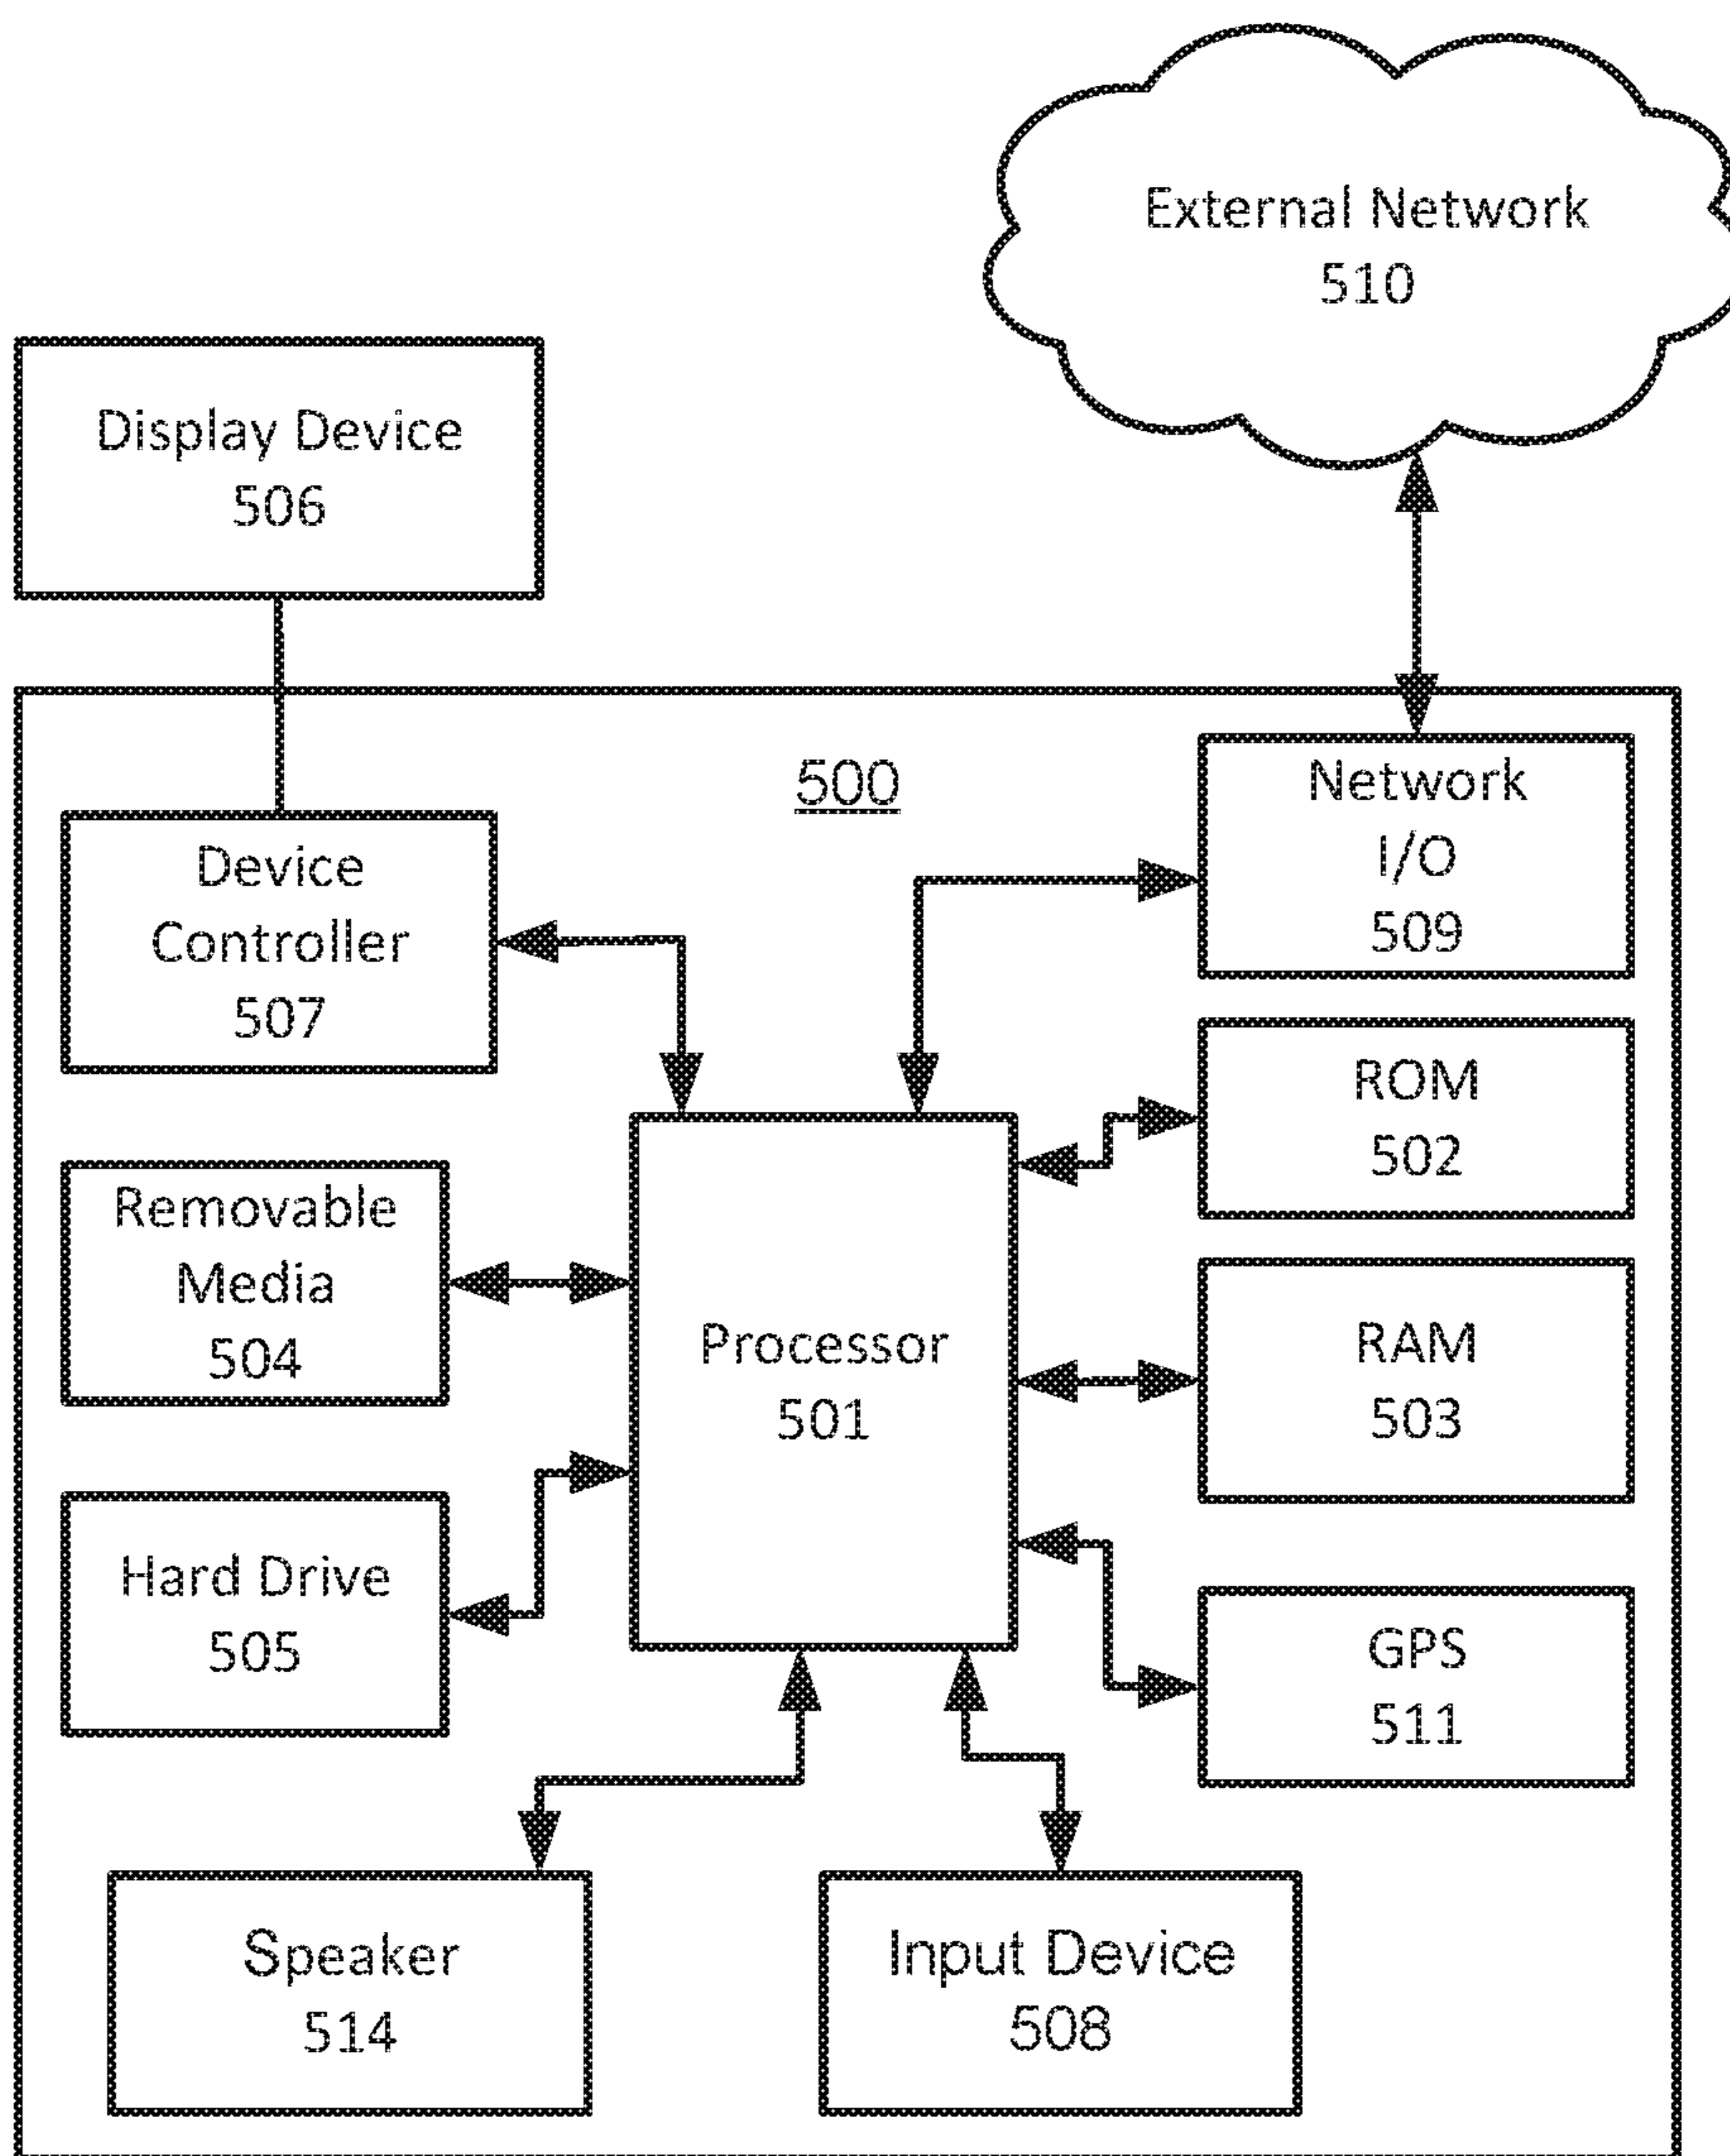 External Network
510
Display Device
506
500
Network
I/O
509
Device
Controller
507
ROM
502
Removable
Media
504
Processor
501
RAM
503
Hard Drive
505
GPS
511
Speaker
514
Input Device
508